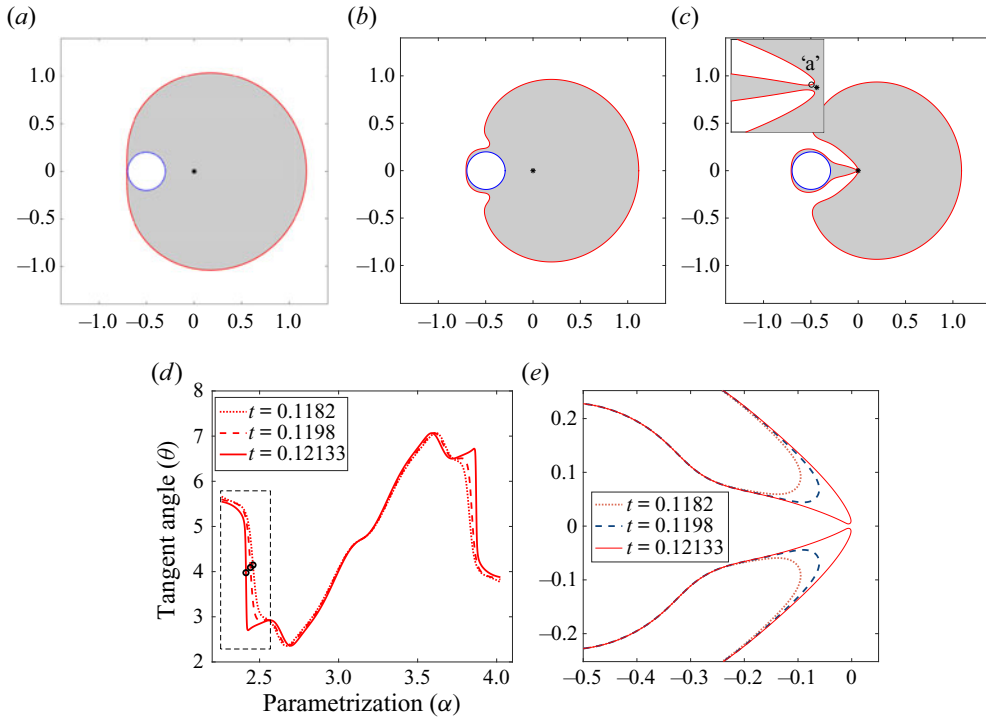 (a)
(b)
(c)
1.0
0.5
0
–0.5
–1.0
–1.0 –0.5 0 0.5 1.0
1.0
0.5
0
–0.5
–1.0
–1.0 –0.5 0 0.5 1.0
‘a’
1.0
0.5
0
–0.5
–1.0
–1.0 –0.5 0 0.5 1.0
(d)
8
7
6
5
4
3
2
Tangent angle (θ)
t = 0.1182
t = 0.1198
t = 0.12133
2.5 3.0 3.5 4.0
Parametrization (α)
(e)
0.2
0.1
0
–0.1
–0.2
t = 0.1182
t = 0.1198
t = 0.12133
–0.5 –0.4 –0.3 –0.2 –0.1 0